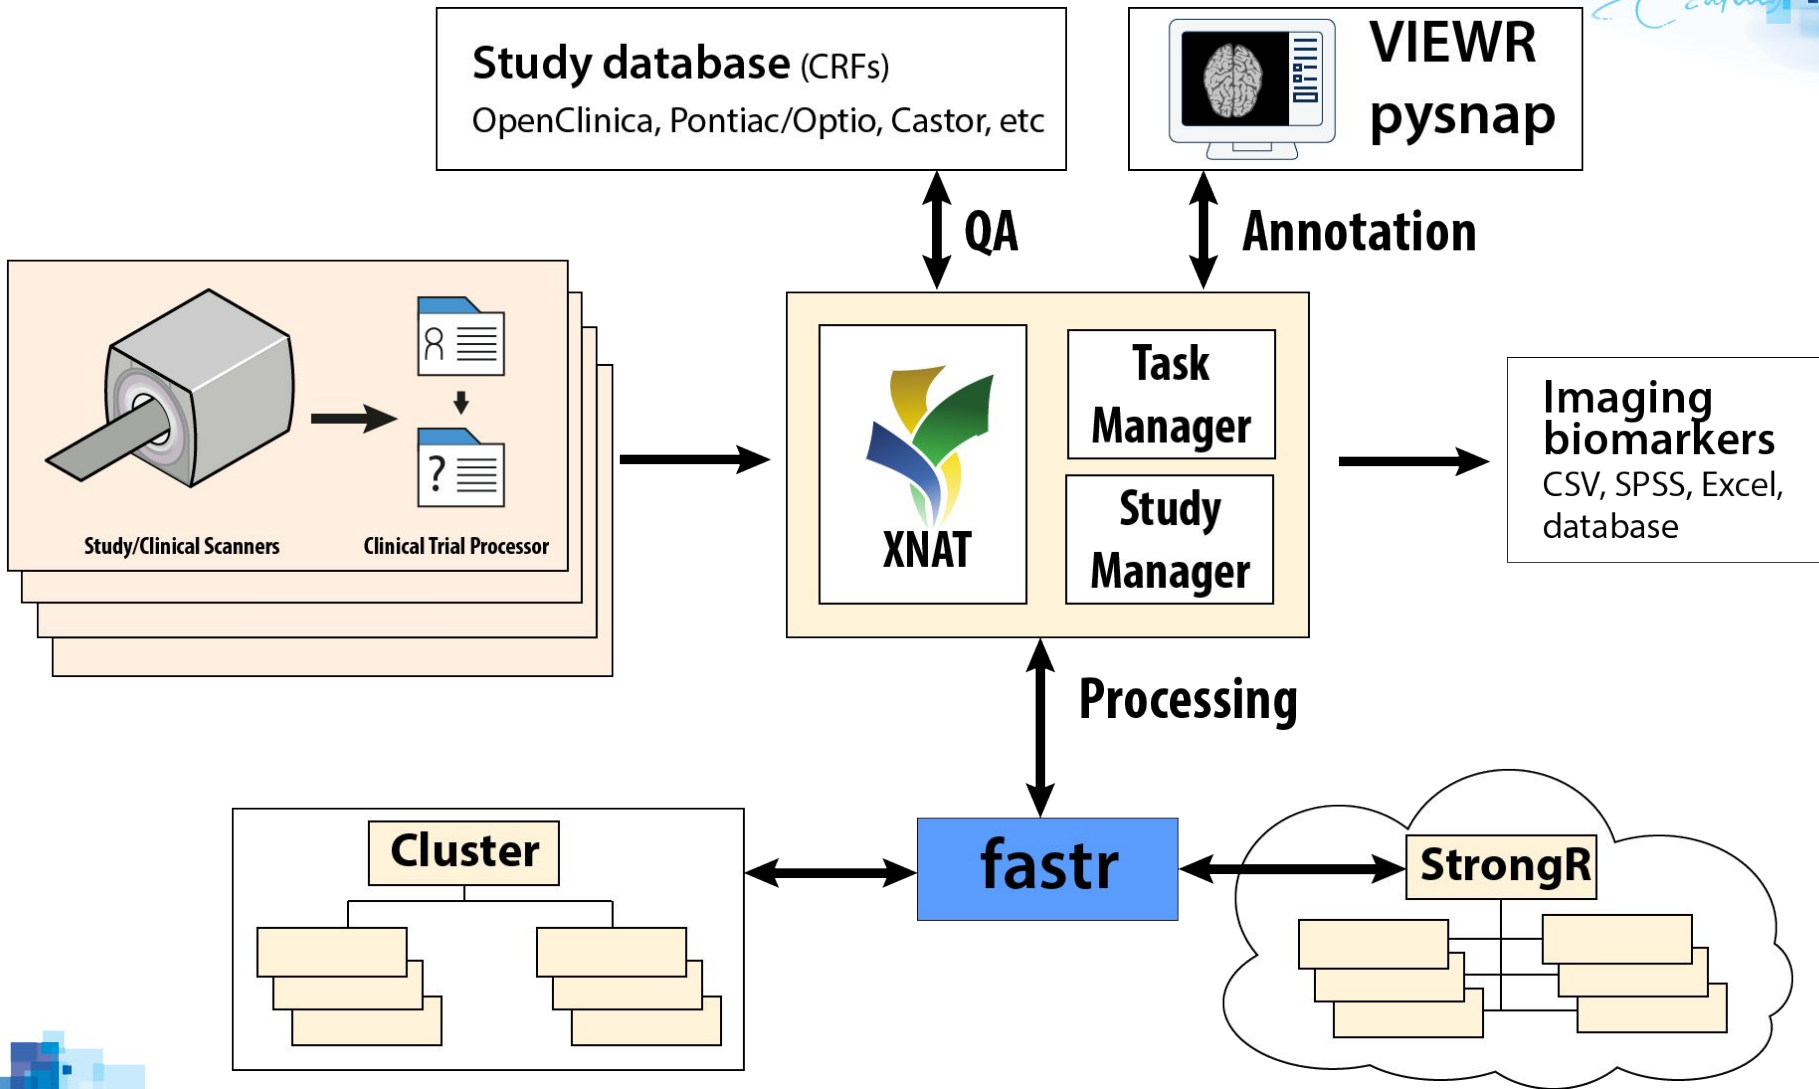 Study database (CRFs)
OpenClinica, Pontiac/Optio, Castor, etc
VIEWR
pysnap
QA
Annotation
?
Study/Clinical Scanners
Clinical Trial Processor
XNAT
Task
Manager
Study
Manager
Imaging
biomarkers
CSV, SPSS, Excel,
database
Processing
Cluster
fastr
StrongR